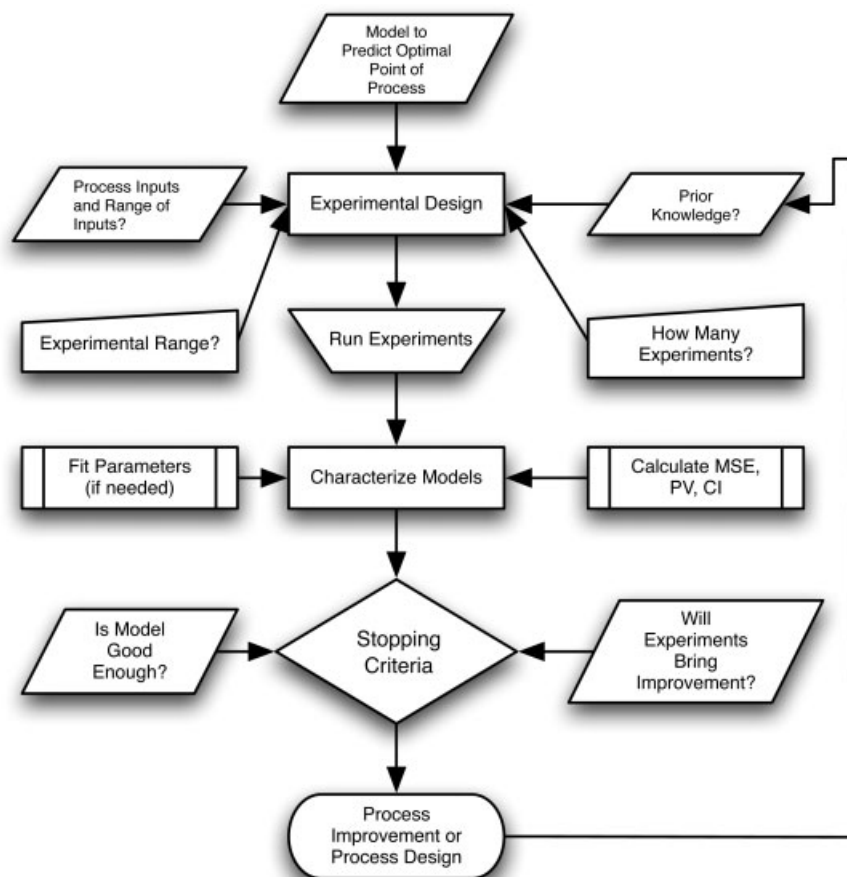 Model to
Predict Optimal
Point of
Process
Process Inputs
and Range of
Inputs?
Experimental Design
Prior
Knowledge?
Experimental Range?
Run Experiments
How Many
Experiments?
Fit Parameters
(if needed)
Characterize Models
Calculate MSE,
PV, CI
Is Model
Good
Enough?
Stopping
Criteria
Will
Experiments
Bring
Improvement?
Process
Improvement or
Process Design